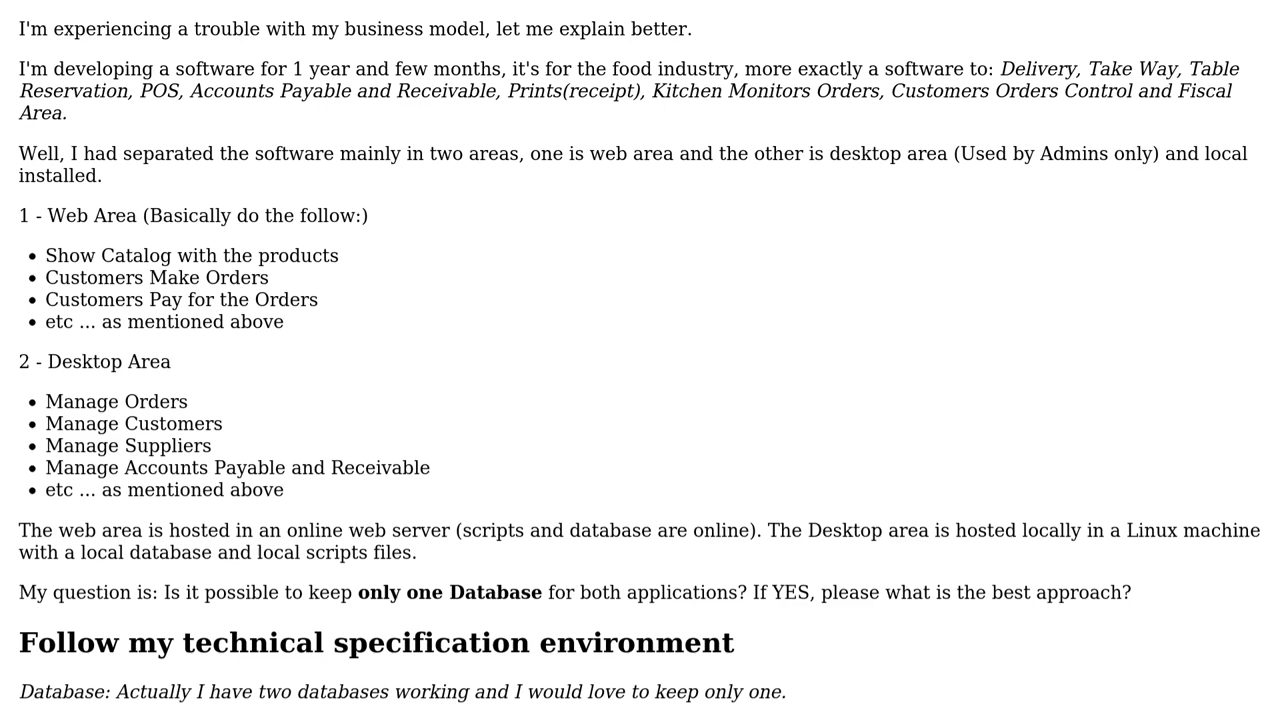 I'm experiencing a trouble with my business model, let me explain better.
I'm developing a software for 1 year and few months, it's for the food industry, more exactly a software to: Delivery, Take Way, Table
Reservation, POS, Accounts Payable and Receivable, Prints(receipt), Kitchen Monitors Orders, Customers Orders Control and Fiscal
Area.
Well, I had separated the software mainly in two areas, one is web area and the other is desktop area (Used by Admins only) and local
installed.
1 - Web Area (Basically do the follow:)
• Show Catalog with the products
• Customers Make Orders
• Customers Pay for the Orders
• etc ... as mentioned above
2 - Desktop Area
• Manage Orders
• Manage Customers
• Manage Suppliers
• Manage Accounts Payable and Receivable
• etc ... as mentioned above
The web area is hosted in an online web server (scripts and database are online). The Desktop area is hosted locally in a Linux machine
with a local database and local scripts files.
My question is: Is it possible to keep only one Database for both applications? If YES, please what is the best approach?
Follow my technical specification environment
Database: Actually I have two databases working and I would love to keep only one.